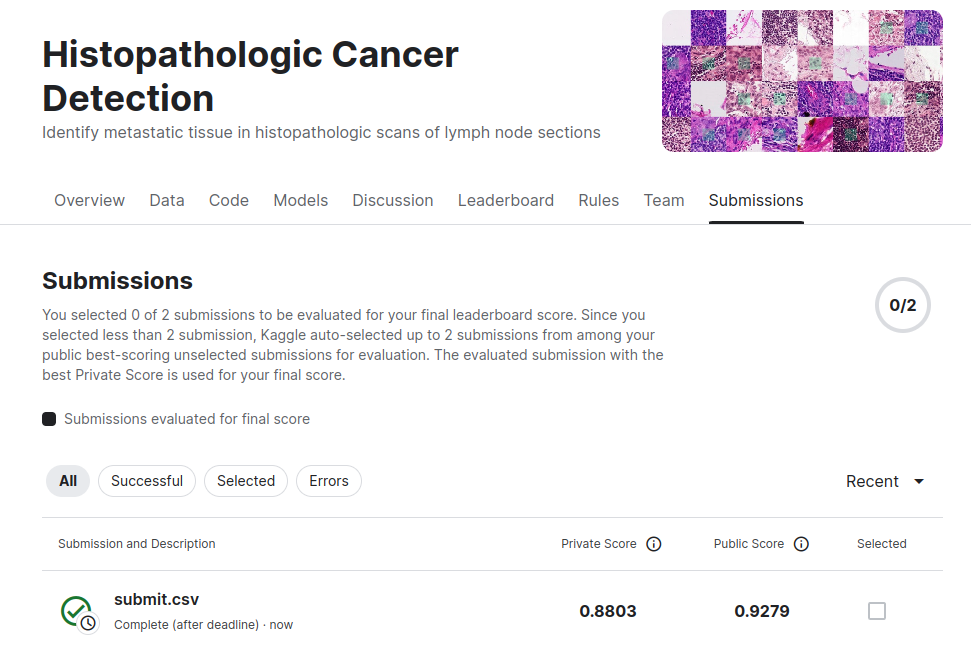 Histopathologic Cancer
Detection
Identify metastatic tissue in histopathologic scans of lymph node sections
Overview Data Code Models Discussion Leaderboard Rules Team Submissions
Submissions
0/2
You selected 0 of 2 submissions to be evaluated for your final leaderboard score. Since you
selected less than 2 submission, Kaggle auto-selected up to 2 submissions from among your
public best-scoring unselected submissions for evaluation. The evaluated submission with the
best Private Score is used for your final score.
Submissions evaluated for final score
All Successful Selected Errors Recent
Submission and Description Private Score Public Score Selected
submit.csv
Complete (after deadline) · now
0.8803 0.9279